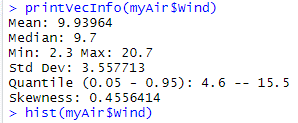 > printVecInfo(myAir$Wind)
Mean: 9.93964
Median: 9.7
Min: 2.3 Max: 20.7
Std Dev: 3.557713
Quantile (0.05 - 0.95): 4.6 -- 15.5
Skewness: 0.4556414
> hist(myAir$Wind)